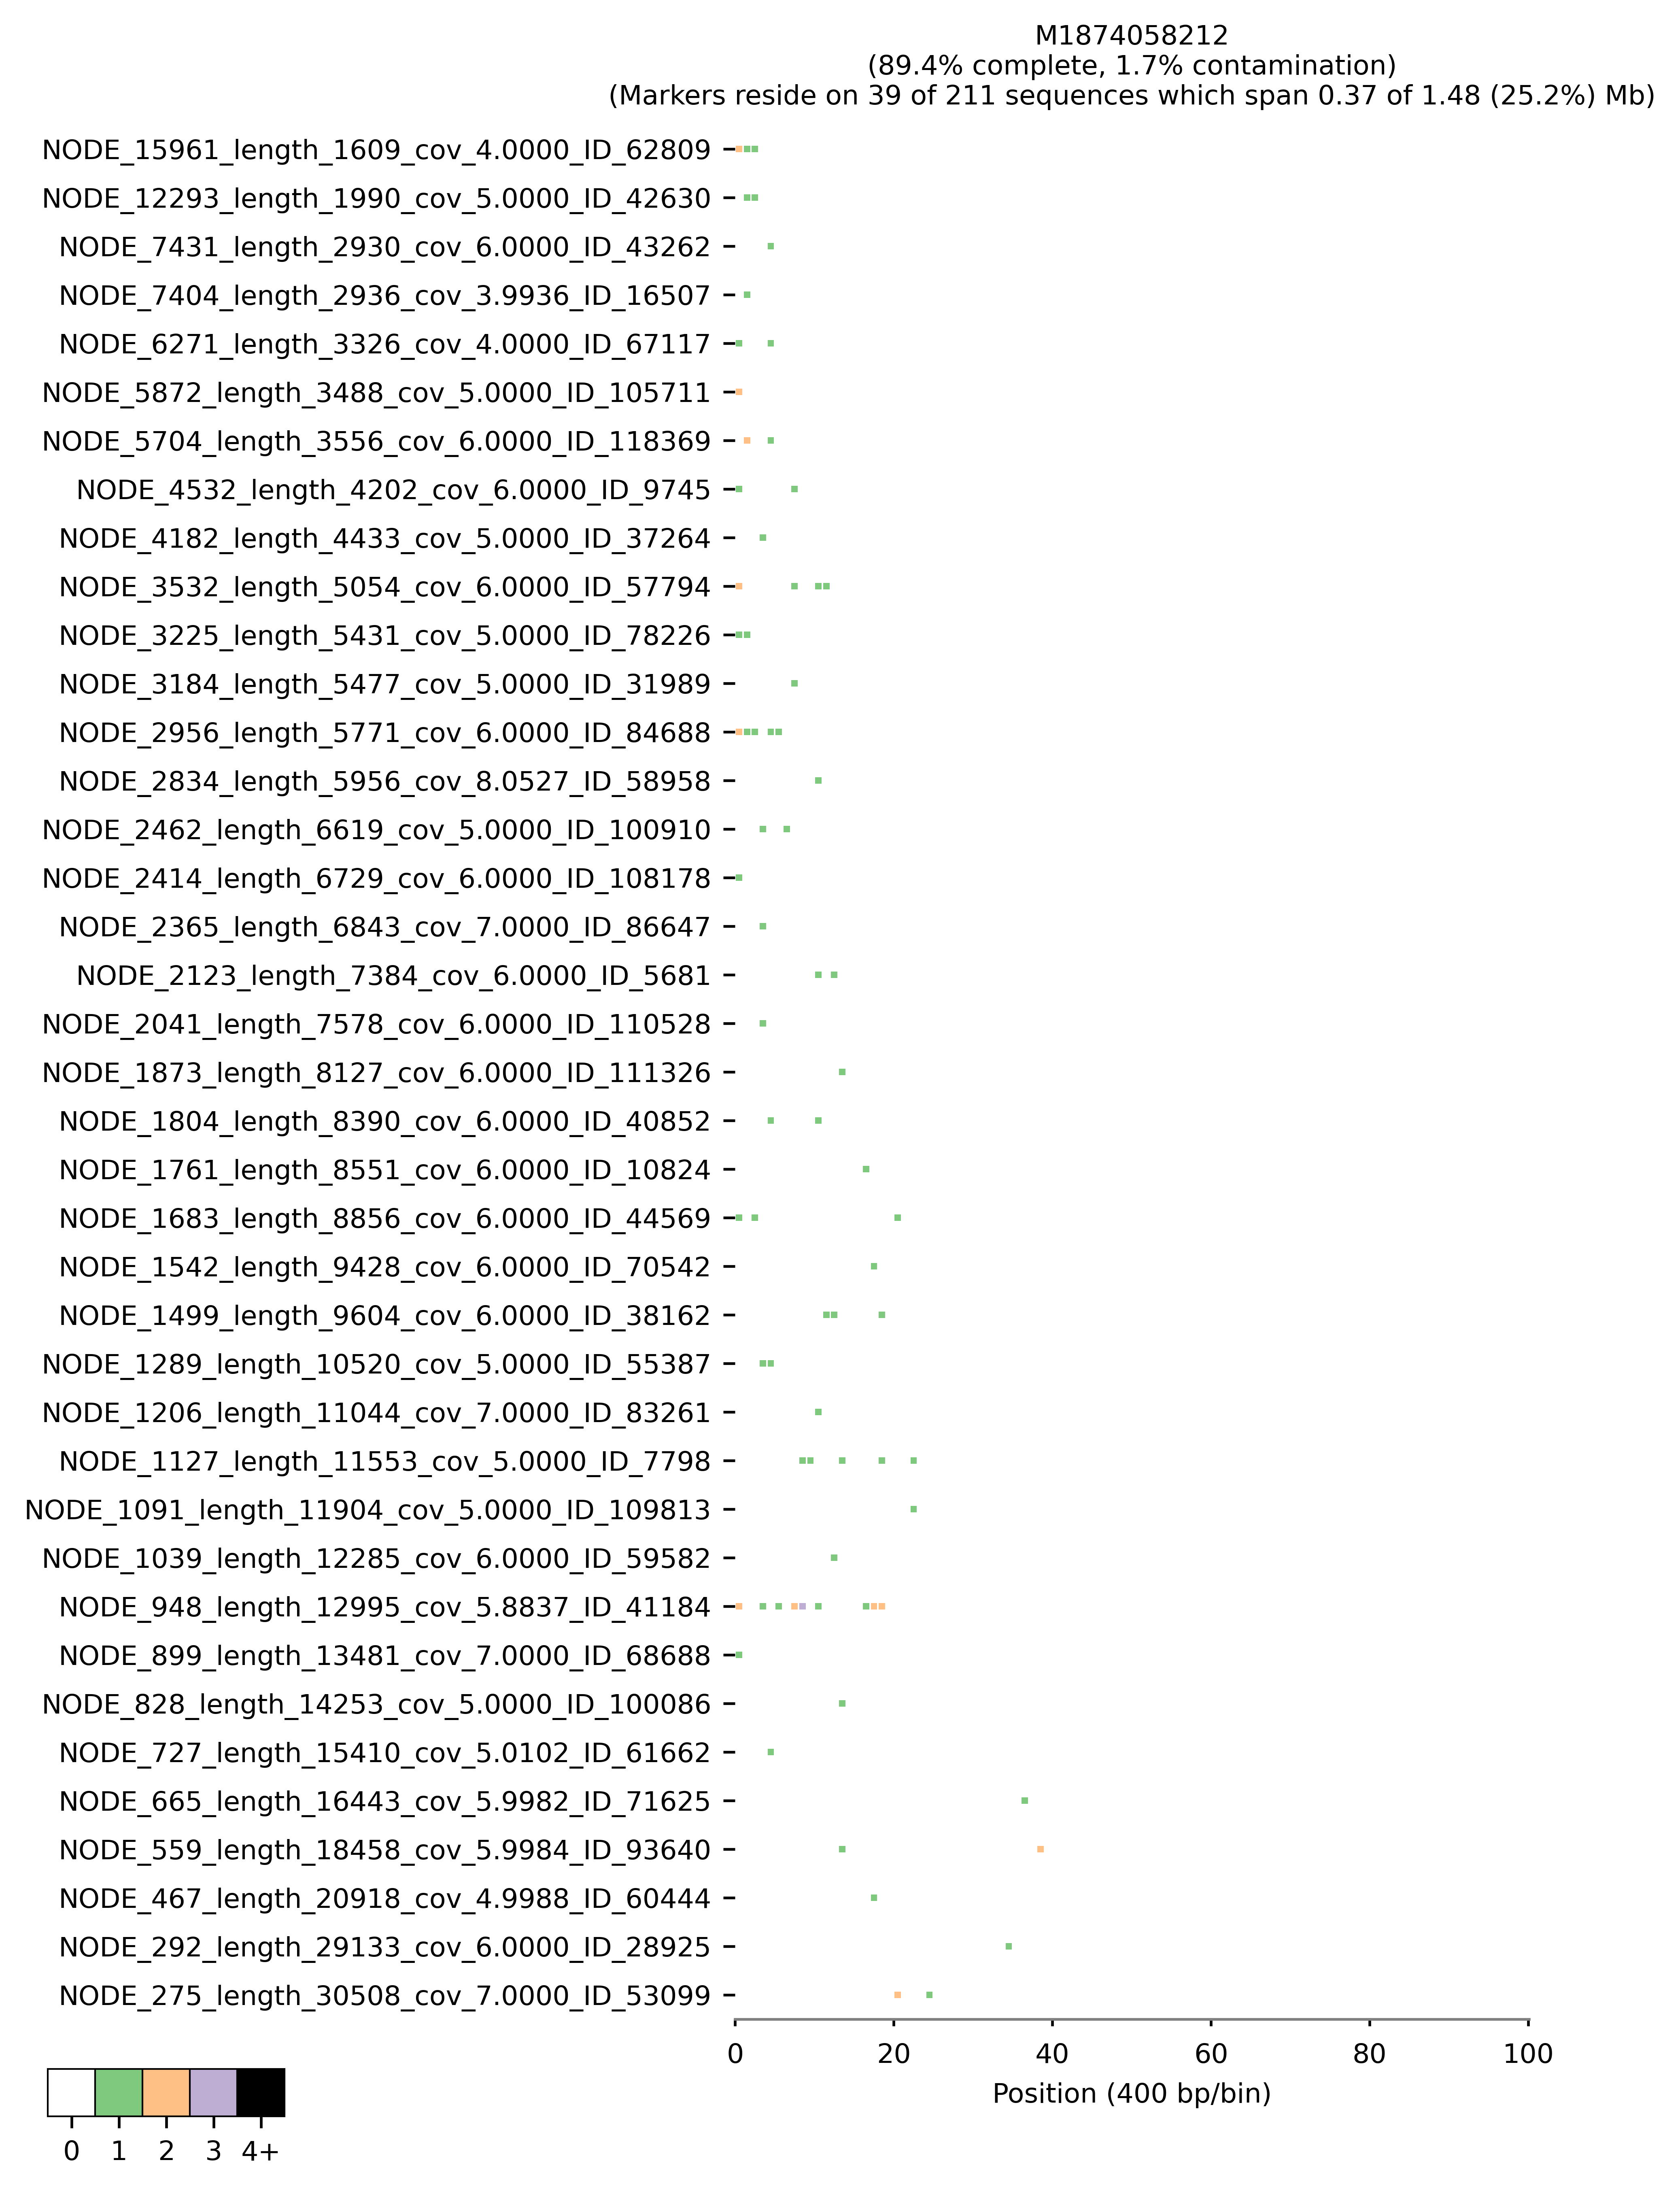 M1874058212
(89.4% complete, 1.7% contamination)
(Markers reside on 39 of 211 sequences which span 0.37 of 1.48 (25.2%) Mb)
NODE_15961_length_1609_cov_4.0000_ID_62809
NODE_12293_length_1990_cov_5.0000_ID_42630
NODE_7431_length_2930_cov_6.0000_ID_43262
NODE_7404_length_2936_cov_3.9936_ID_16507
NODE_6271_length_3326_cov_4.0000_ID_67117
NODE_5872_length_3488_cov_5.0000_ID_105711
NODE_5704_length_3556_cov_6.0000_ID_118369
NODE_4532_length_4202_cov_6.0000_ID_9745
NODE_4182_length_4433_cov_5.0000_ID_37264
NODE_3532_length_5054_cov_6.0000_ID_57794
NODE_3225_length_5431_cov_5.0000_ID_78226
NODE_3184_length_5477_cov_5.0000_ID_31989
NODE_2956_length_5771_cov_6.0000_ID_84688
NODE_2834_length_5956_cov_8.0527_ID_58958
NODE_2462_length_6619_cov_5.0000_ID_100910
NODE_2414_length_6729_cov_6.0000_ID_108178
NODE_2365_length_6843_cov_7.0000_ID_86647
NODE_2123_length_7384_cov_6.0000_ID_5681
NODE_2041_length_7578_cov_6.0000_ID_110528
NODE_1873_length_8127_cov_6.0000_ID_111326
NODE_1804_length_8390_cov_6.0000_ID_40852
NODE_1761_length_8551_cov_6.0000_ID_10824
NODE_1683_length_8856_cov_6.0000_ID_44569
NODE_1542_length_9428_cov_6.0000_ID_70542
NODE_1499_length_9604_cov_6.0000_ID_38162
NODE_1289_length_10520_cov_5.0000_ID_55387
NODE_1206_length_11044_cov_7.0000_ID_83261
NODE_1127_length_11553_cov_5.0000_ID_7798
NODE_1091_length_11904_cov_5.0000_ID_109813
NODE_1039_length_12285_cov_6.0000_ID_59582
NODE_948_length_12995_cov_5.8837_ID_41184
NODE_899_length_13481_cov_7.0000_ID_68688
NODE_828_length_14253_cov_5.0000_ID_100086
NODE_727_length_15410_cov_5.0102_ID_61662
NODE_665_length_16443_cov_5.9982_ID_71625
NODE_559_length_18458_cov_5.9984_ID_93640
NODE_467_length_20918_cov_4.9988_ID_60444
NODE_292_length_29133_cov_6.0000_ID_28925
NODE_275_length_30508_cov_7.0000_ID_53099
0 20 40 60 80 100
Position (400 bp/bin)
0 1 2 3 4+